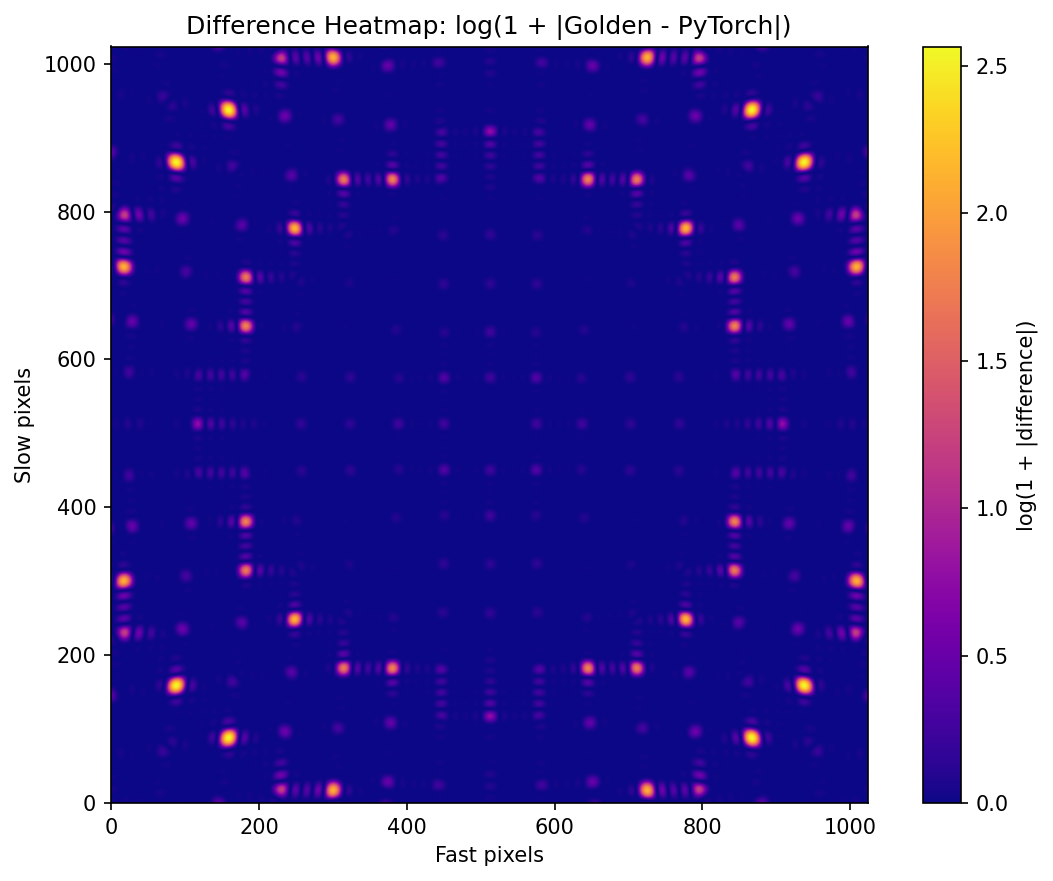 Difference Heatmap: log(1 + |Golden - PyTorch|)
1000
800
600
400
200
0
Slow pixels
0 200 400 600 800 1000
Fast pixels
2.5
2.0
1.5
1.0
0.5
0.0
log(1 + |difference|)